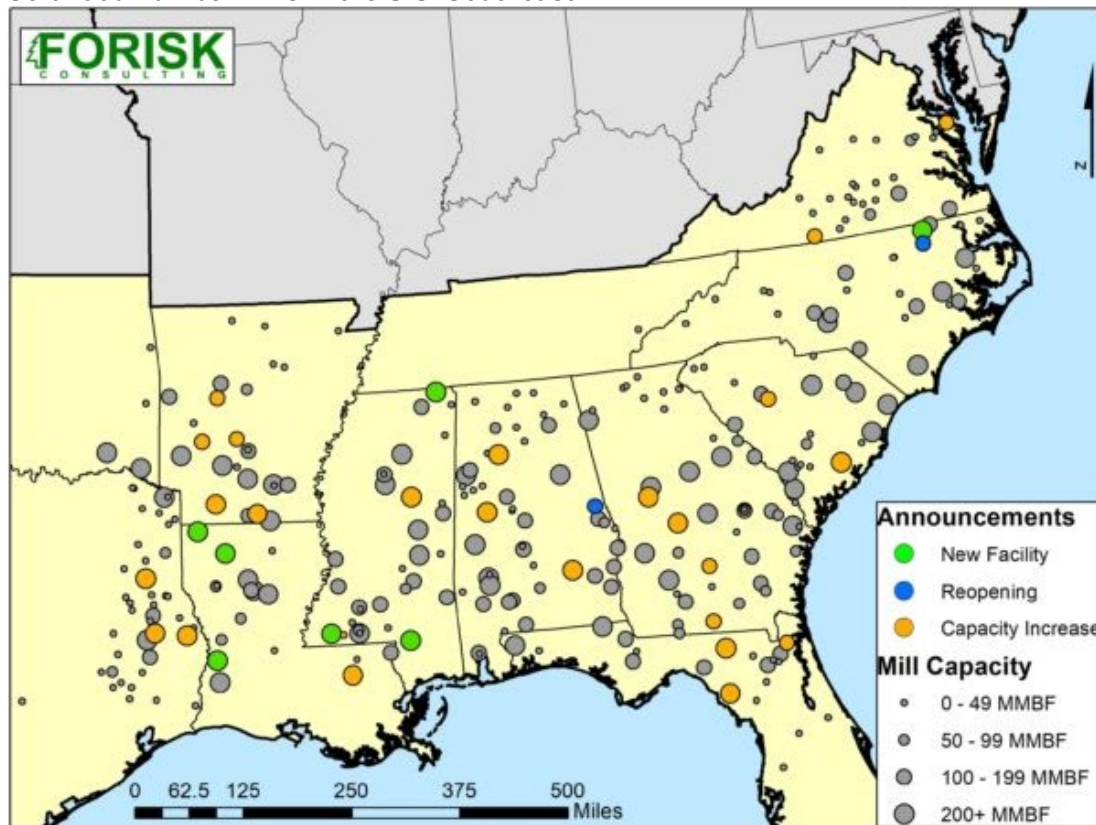 FORISK
CONSULTING
N
Announcements
New Facility
Reopening
Capacity Increase
Mill Capacity
0 - 49 MMBF
50 - 99 MMBF
100 - 199 MMBF
200+ MMBF
0 62.5 125 250 375 500
Miles